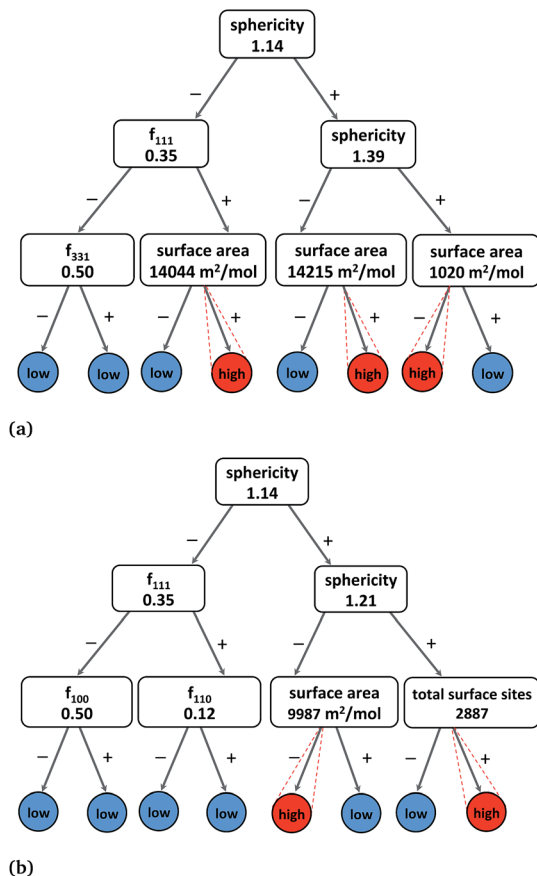 sphericity
1.14
− +
f₁₁₁
0.35
sphericity
1.39
− + − +
f₃₃₁
0.50
surface area
14044 m²/mol
surface area
14215 m²/mol
surface area
1020 m²/mol
− + − + − + − +
low low low high low high high low
(a)
sphericity
1.14
− +
f₁₁₁
0.35
sphericity
1.21
− + − +
f₁₀₀
0.50
f₁₁₀
0.12
surface area
9987 m²/mol
total surface sites
2887
− + − + − + − +
low low low low high low low high
(b)